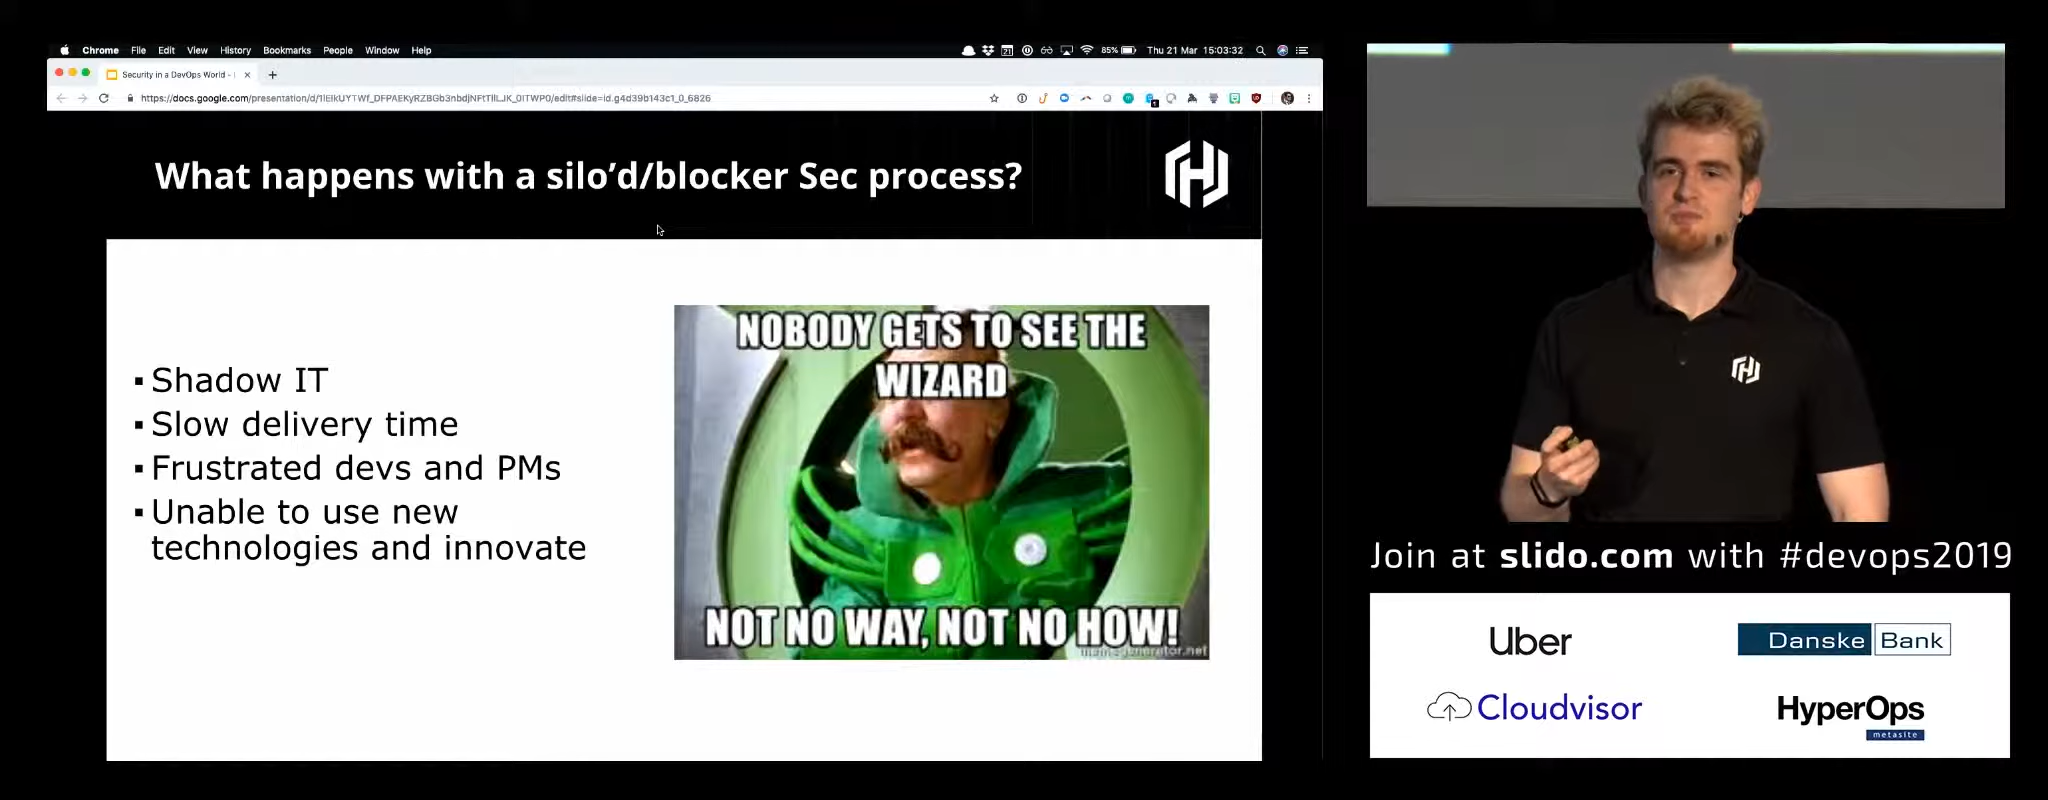 Chrome File Edit View History Bookmarks People Window Help
85% Thu 21 Mar 15:03:32
Security in a DevOps World -
What happens with a silo'd/blocker Sec process?
▪ Shadow IT
▪ Slow delivery time
▪ Frustrated devs and PMs
▪ Unable to use new
technologies and innovate
NOBODY GETS TO SEE THE
WIZARD
NOT NO WAY, NOT NO HOW!
memegenerator.net
Join at slido.com with #devops2019
Uber
Danske Bank
Cloudvisor
HyperOps
metasite